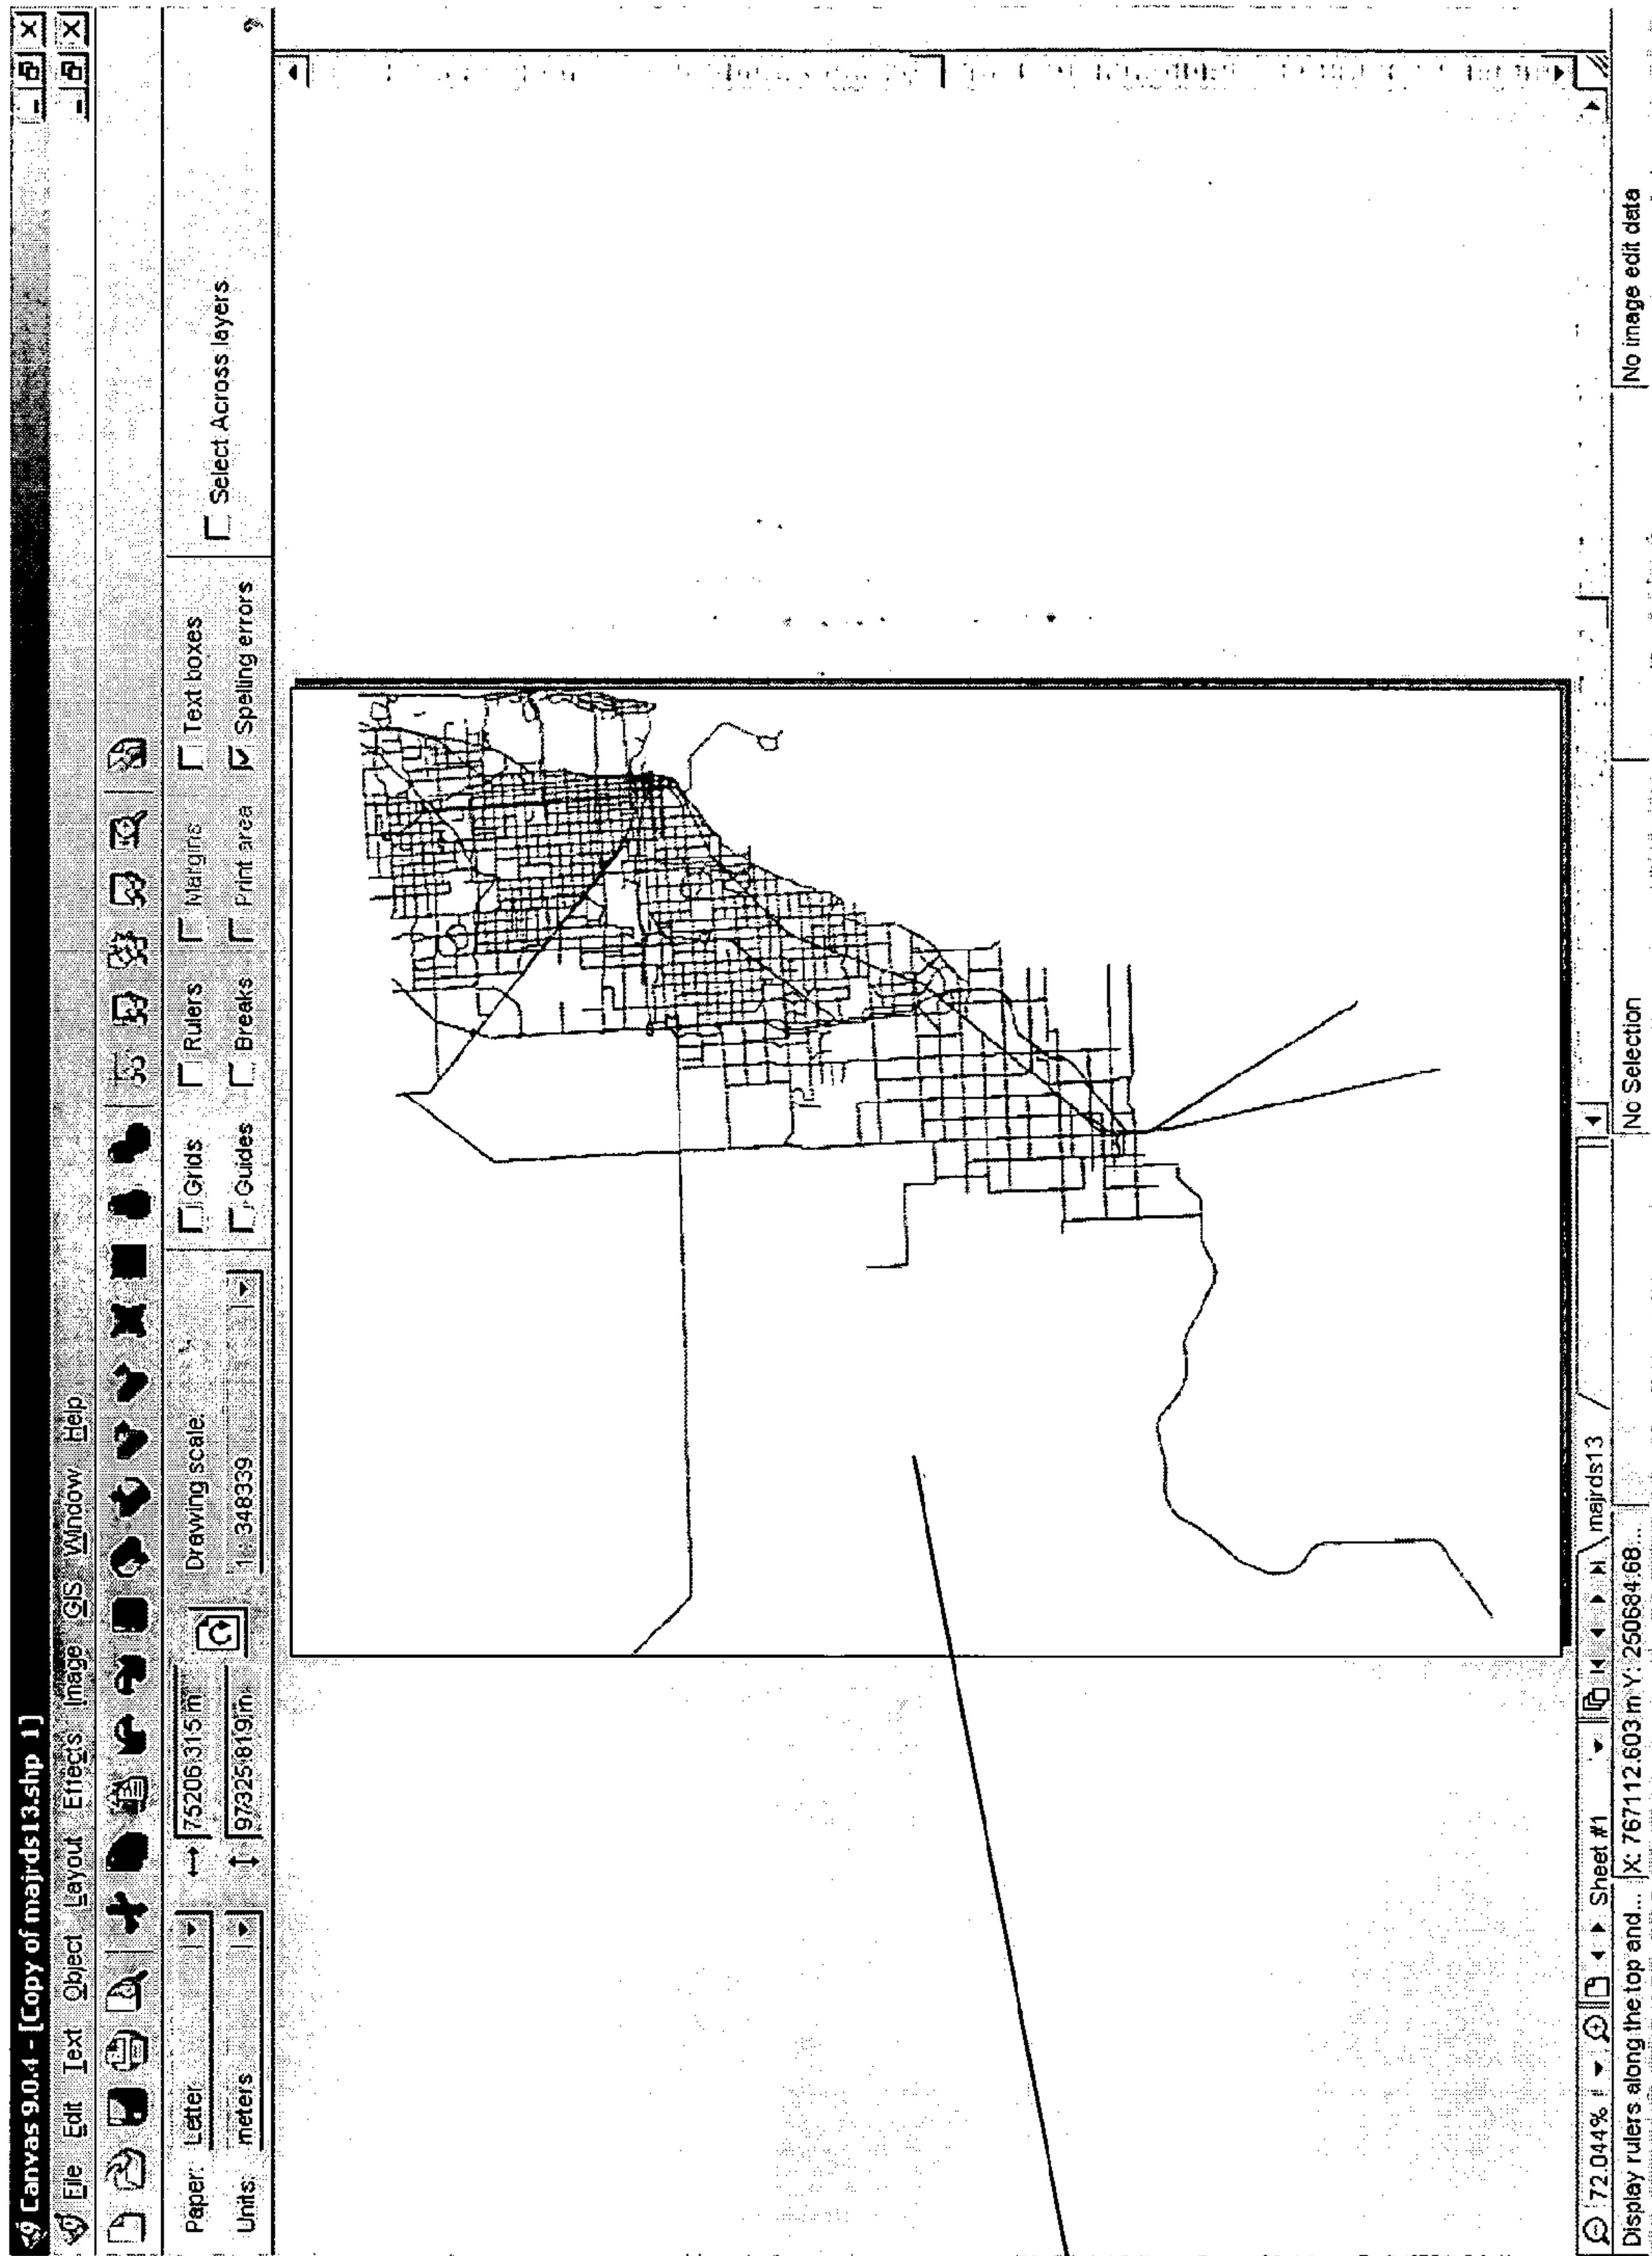 Canvas 9.0.4 - [Copy of majrds13.shp 1]
File Edit Text Object Layout Effects Image GIS Window Help
Paper: Letter 75206.315 m Drawing scale: Grids Rulers Margins Text boxes
Select Across layers
Units: meters 97325.819 m 1 : 348339 Guides Breaks Print area Spelling errors
72.044% Sheet #1 majrds13
Display rulers along the top and... X: 767112.603 m Y: 250684.68... No Selection No image edit data